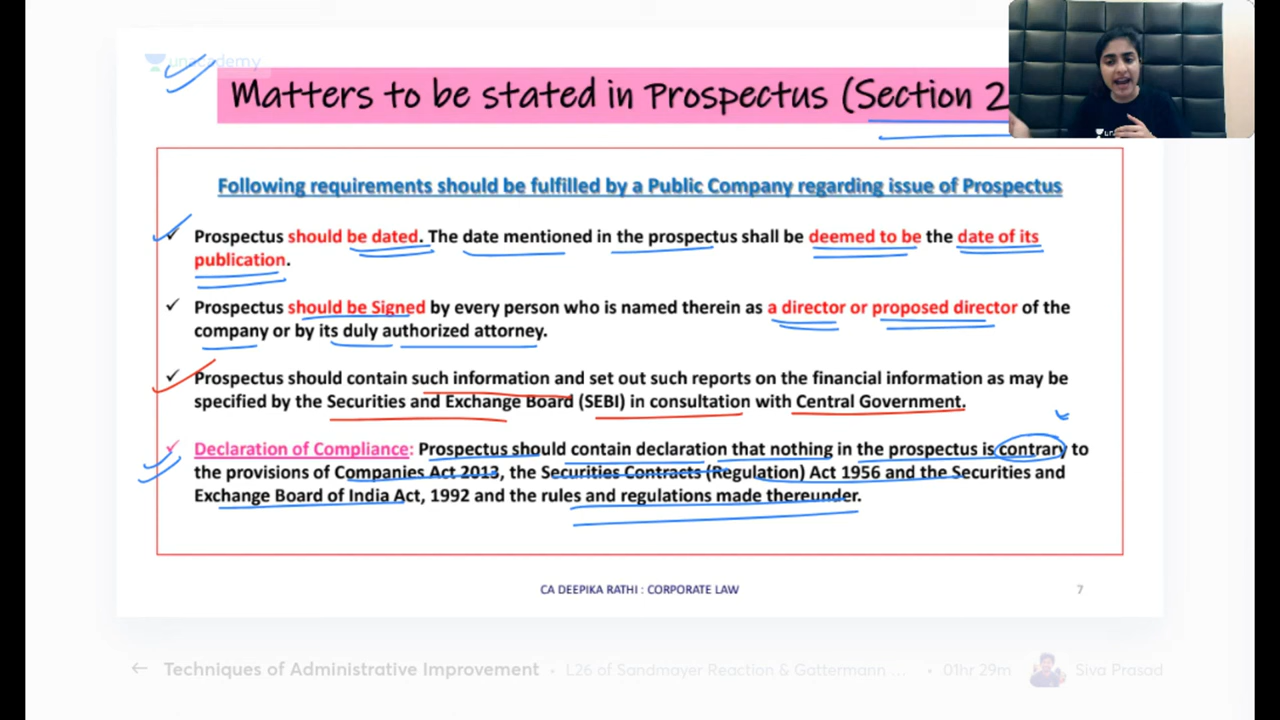 unacademy
Matters to be stated in Prospectus (Section 2
Following requirements should be fulfilled by a Public Company regarding issue of Prospectus
✓ Prospectus should be dated. The date mentioned in the prospectus shall be deemed to be the date of its
publication.
✓ Prospectus should be Signed by every person who is named therein as a director or proposed director of the
company or by its duly authorized attorney.
✓ Prospectus should contain such information and set out such reports on the financial information as may be
specified by the Securities and Exchange Board (SEBI) in consultation with Central Government.
✓ Declaration of Compliance: Prospectus should contain declaration that nothing in the prospectus is contrary to
the provisions of Companies Act 2013, the Securities Contracts (Regulation) Act 1956 and the Securities and
Exchange Board of India Act, 1992 and the rules and regulations made thereunder.
CA DEEPIKA RATHI : CORPORATE LAW
7
← Techniques of Administrative Improvement • L26 of Sandmayer Reaction & Gattermann ... • 01hr 29m Siva Prasad